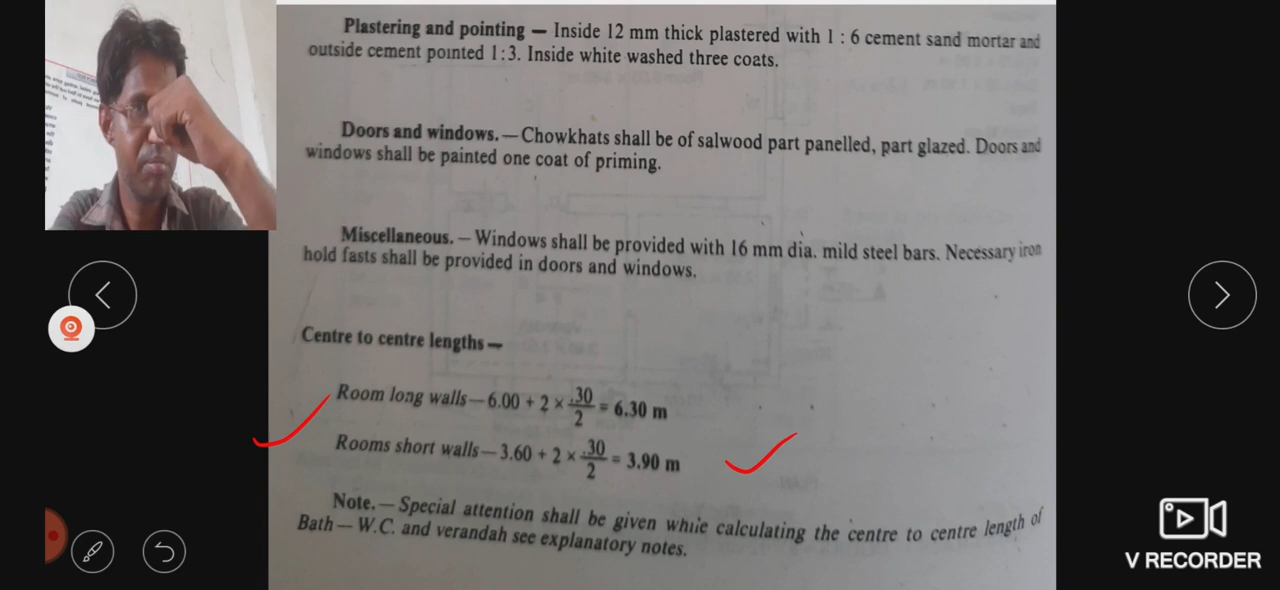 Plastering and pointing — Inside 12 mm thick plastered with 1 : 6 cement sand mortar and
outside cement pointed 1:3. Inside white washed three coats.
Doors and windows.—Chowkhats shall be of salwood part panelled, part glazed. Doors and
windows shall be painted one coat of priming.
Miscellaneous.—Windows shall be provided with 16 mm dia. mild steel bars. Necessary iron
hold fasts shall be provided in doors and windows.
Centre to centre lengths—
Room long walls—6.00 + 2 × .30/2 = 6.30 m
Rooms short walls—3.60 + 2 × .30/2 = 3.90 m
Note.—Special attention shall be given while calculating the centre to centre length of
Bath—W.C. and verandah see explanatory notes.
V RECORDER